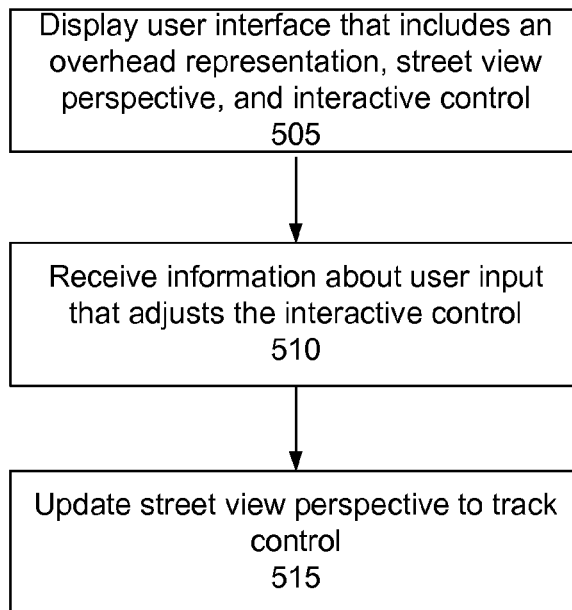 Display user interface that includes an
overhead representation, street view
perspective, and interactive control
505
Receive information about user input
that adjusts the interactive control
510
Update street view perspective to track
control
515